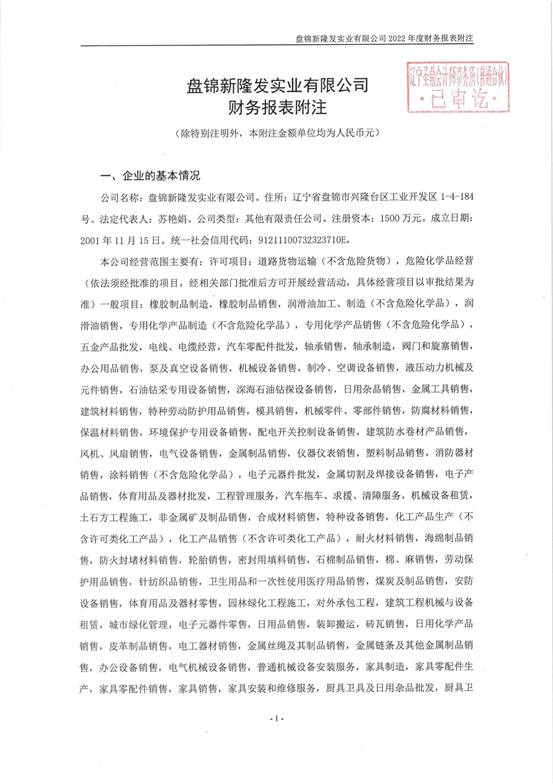 盘锦新隆发实业有限公司 2022 年度财务报表附注
盘锦新隆发实业有限公司
财务报表附注
辽宁圣鼎会计师事务所(普通合伙)
·已审讫·
（除特别注明外，本附注金额单位均为人民币元）
一、企业的基本情况
公司名称：盘锦新隆发实业有限公司。住所：辽宁省盘锦市兴隆台区工业开发区 1-4-184
号。法定代表人：苏艳娟。公司类型：其他有限责任公司。注册资本：1500 万元。成立日期：
2001 年 11 月 15 日。统一社会信用代码：91211100732323710E。
本公司经营范围主要有：许可项目：道路货物运输（不含危险货物），危险化学品经营
（依法须经批准的项目，经相关部门批准后方可开展经营活动，具体经营项目以审批结果为
准）一般项目：橡胶制品制造，橡胶制品销售，润滑油加工、制造（不含危险化学品），润
滑油销售，专用化学产品制造（不含危险化学品），专用化学产品销售（不含危险化学品），
五金产品批发，电线、电缆经营，汽车零配件批发，轴承销售，轴承制造，阀门和旋塞销售，
办公用品销售，泵及真空设备销售，机械设备销售，制冷、空调设备销售，液压动力机械及
元件销售，石油钻采专用设备销售，深海石油钻探设备销售，日用杂品销售，金属工具销售，
建筑材料销售，特种劳动防护用品销售，模具销售，机械零件、零部件销售，防腐材料销售，
保温材料销售，环境保护专用设备销售，配电开关控制设备销售，建筑防水卷材产品销售，
风机、风扇销售，电气设备销售，金属制品销售，仪器仪表销售，塑料制品销售，消防器材
销售，涂料销售（不含危险化学品），电子元器件批发，金属切割及焊接设备销售，电子产
品销售，体育用品及器材批发，工程管理服务，汽车拖车、求援、清障服务，机械设备租赁，
土石方工程施工，非金属矿及制品销售，合成材料销售，特种设备销售，化工产品生产（不
含许可类化工产品），化工产品销售（不含许可类化工产品），耐火材料销售，海绵制品销
售，防火封堵材料销售，轮胎销售，密封用填料销售，石棉制品销售，棉、麻销售，劳动保
护用品销售，针纺织品销售，卫生用品和一次性使用医疗用品销售，煤炭及制品销售，安防
设备销售，体育用品及器材零售，园林绿化工程施工，对外承包工程，建筑工程机械与设备
租赁，城市绿化管理，电子元器件零售，日用品销售，装卸搬运，砖瓦销售，日用化学产品
销售，皮革制品销售，电工器材销售，金属丝绳及其制品销售，金属链条及其他金属制品销
售，办公设备销售，电气机械设备销售，普通机械设备安装服务，家具制造，家具零配件生
产，家具零配件销售，家具销售，家具安装和维修服务，厨具卫具及日用杂品批发，厨具卫
- 1 -